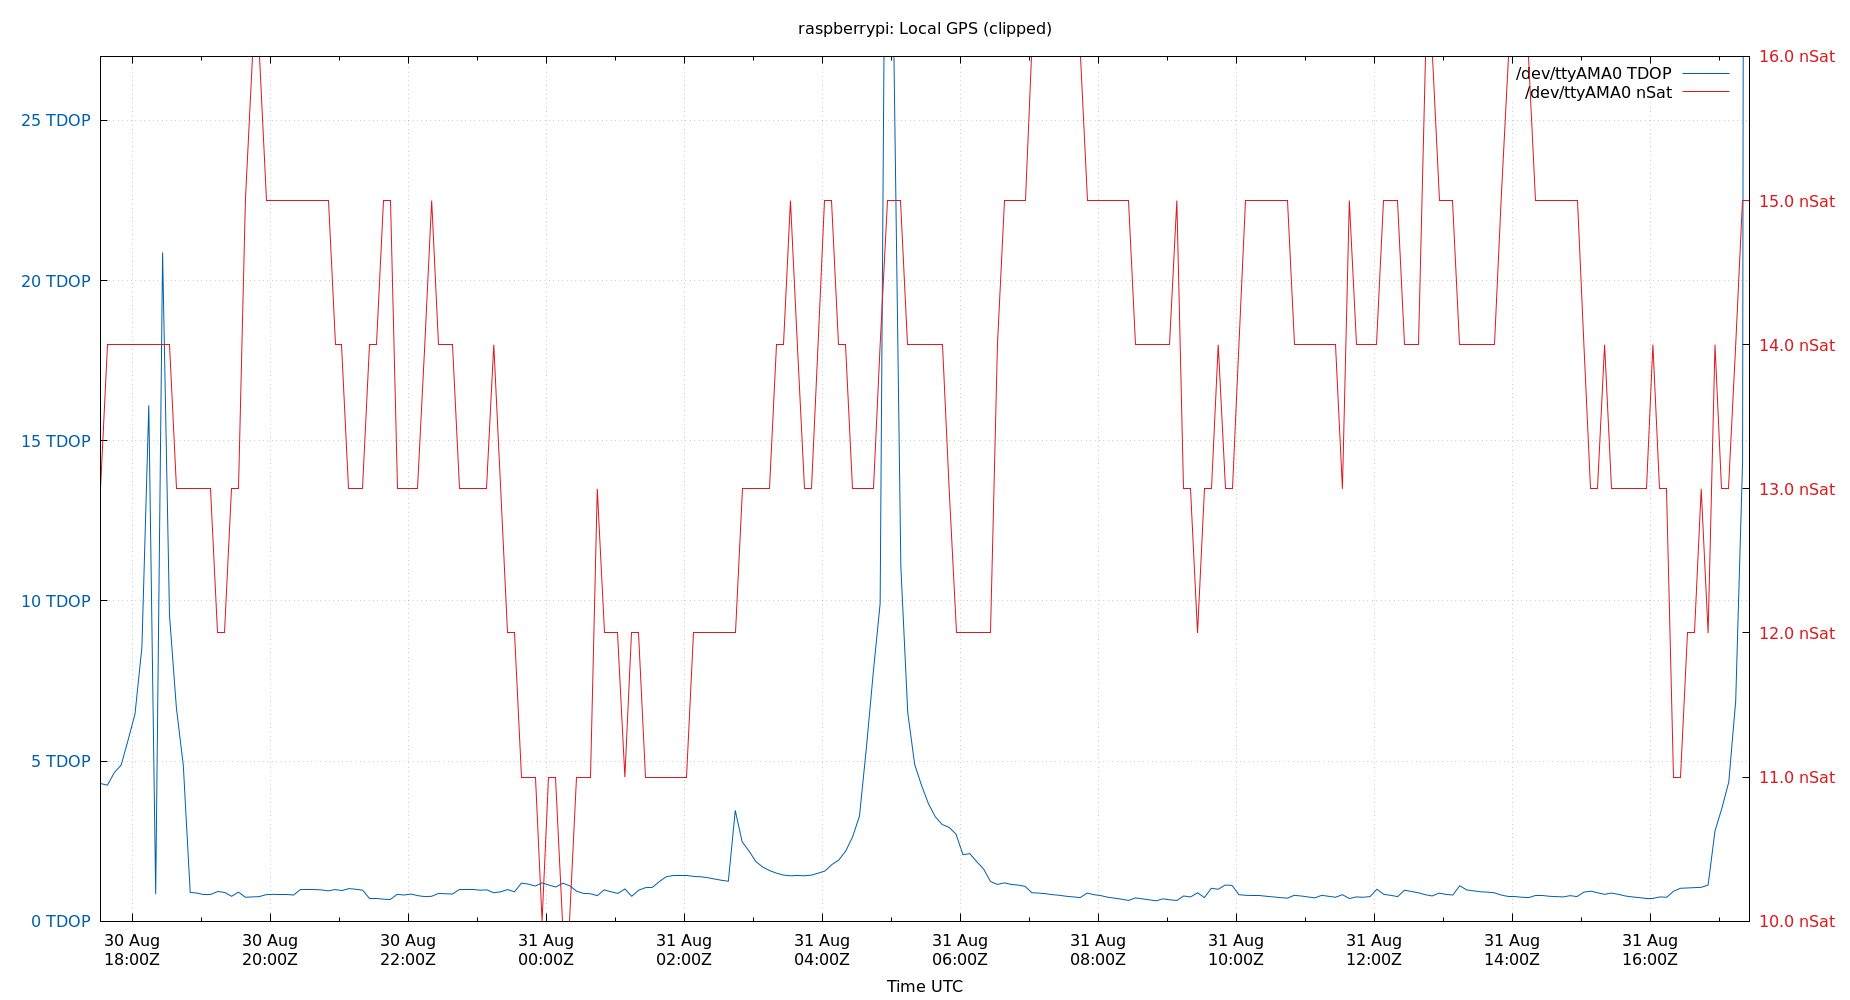 raspberrypi: Local GPS (clipped)
/dev/ttyAMA0 TDOP
/dev/ttyAMA0 nSat
25 TDOP
20 TDOP
15 TDOP
10 TDOP
5 TDOP
0 TDOP
16.0 nSat
15.0 nSat
14.0 nSat
13.0 nSat
12.0 nSat
11.0 nSat
10.0 nSat
30 Aug
18:00Z
30 Aug
20:00Z
30 Aug
22:00Z
31 Aug
00:00Z
31 Aug
02:00Z
31 Aug
04:00Z
31 Aug
06:00Z
31 Aug
08:00Z
31 Aug
10:00Z
31 Aug
12:00Z
31 Aug
14:00Z
31 Aug
16:00Z
Time UTC